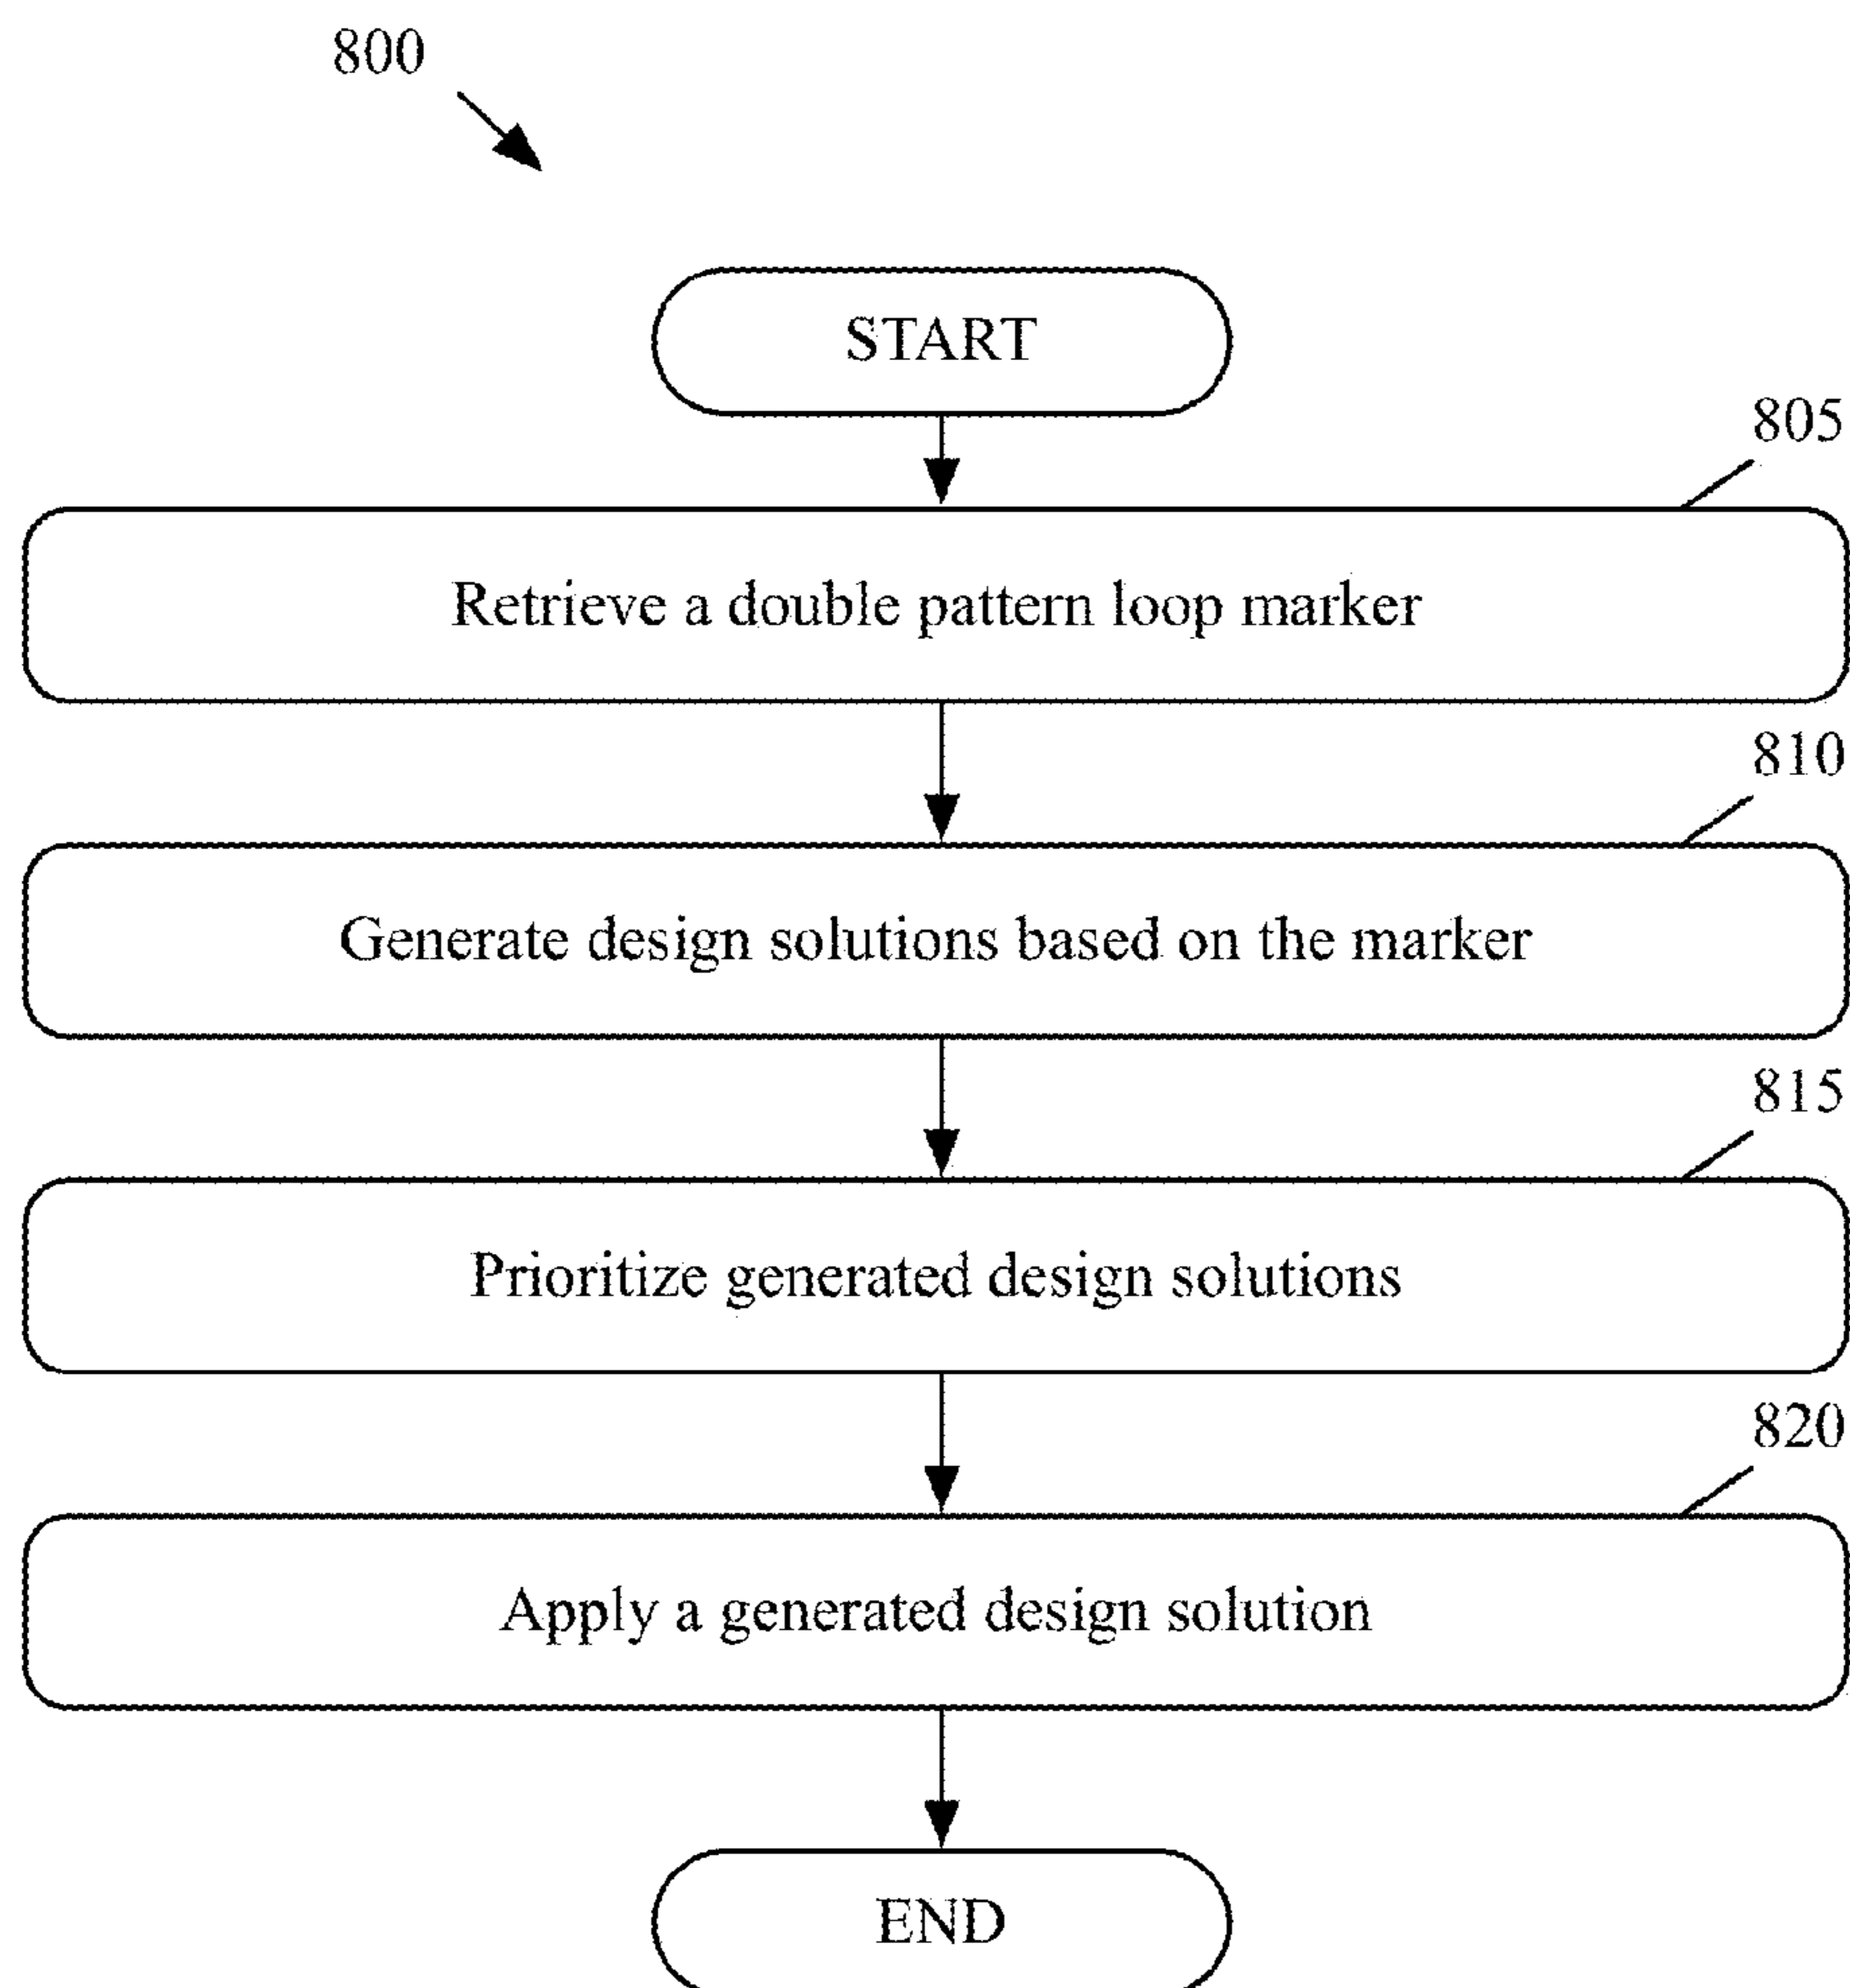 800
START
805
Retrieve a double pattern loop marker
810
Generate design solutions based on the marker
815
Prioritize generated design solutions
820
Apply a generated design solution
END